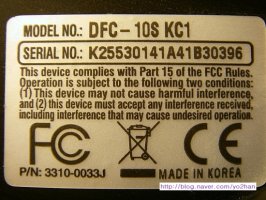 MODEL NO.: DFC - 10S KC1
SERIAL NO.: K25530141A41B30396
This device complies with Part 15 of the FCC Rules.
Operation is subject to the following two conditions:
(1) This device may not cause harmful interference,
and (2) this device must accept any interference received,
including interference that may cause undesired operation.
FC CE
P/N: 3310-0033J MADE IN KOREA
http://blog.naver.com/yo2han